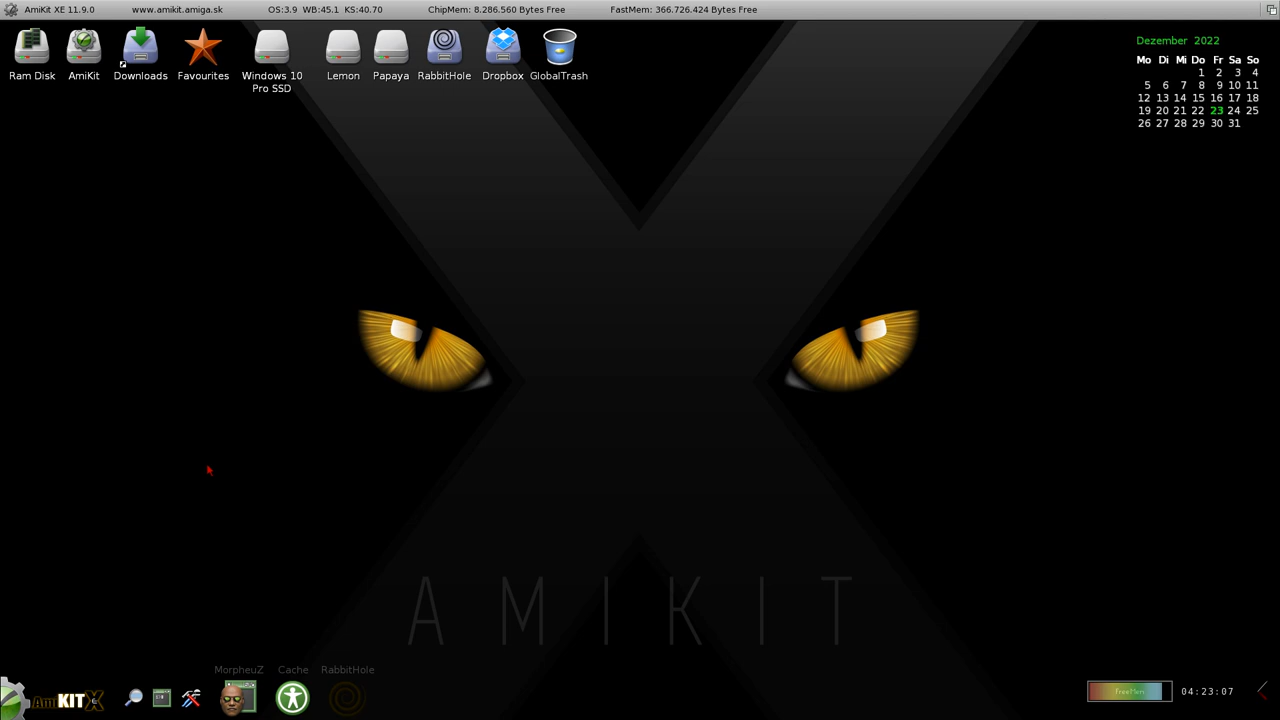 AmiKit XE 11.9.0 www.amikit.amiga.sk OS:3.9 WB:45.1 KS:40.70 ChipMem: 8.286.560 Bytes Free FastMem: 366.726.424 Bytes Free
Ram Disk AmiKit Downloads Favourites Windows 10 Pro SSD Lemon Papaya RabbitHole Dropbox GlobalTrash
Dezember 2022
Mo Di Mi Do Fr Sa So
1 2 3 4
5 6 7 8 9 10 11
12 13 14 15 16 17 18
19 20 21 22 23 24 25
26 27 28 29 30 31
AMIKIT
MorpheuZ Cache RabbitHole
AmiKIT X
FreeMem 04:23:07